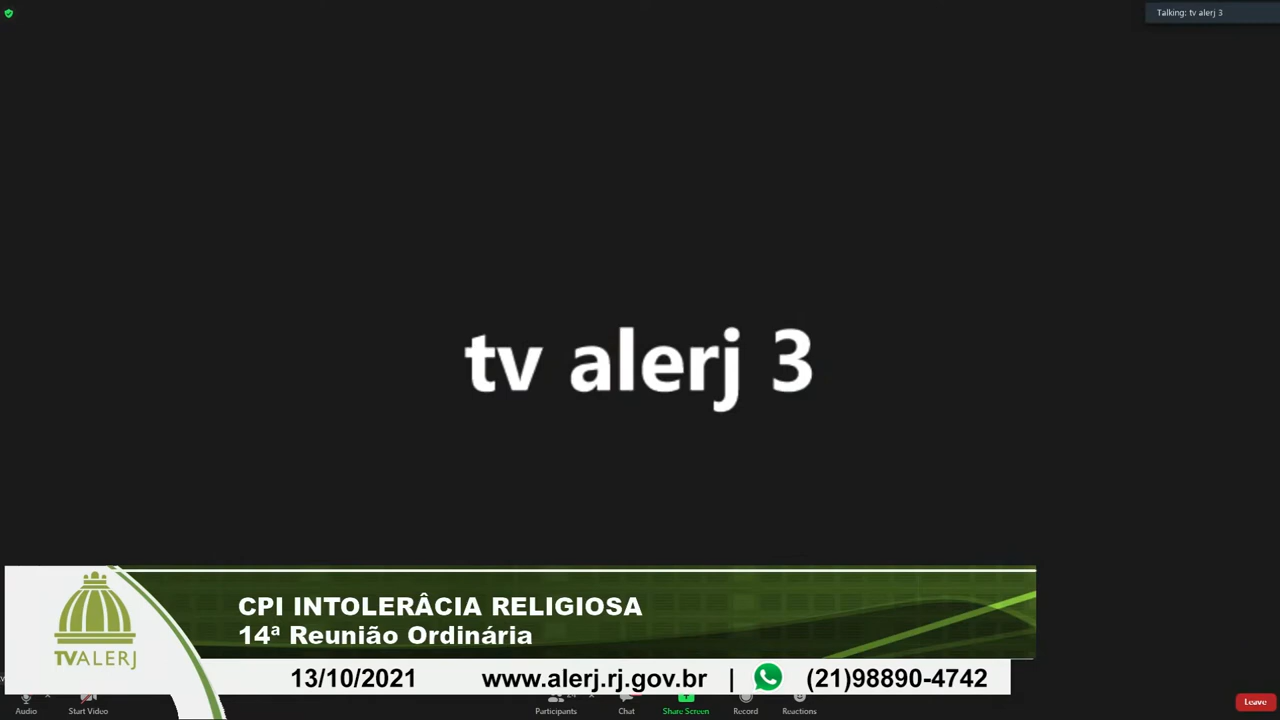 Talking: tv alerj 3
tv alerj 3
CPI INTOLERÂCIA RELIGIOSA
14ª Reunião Ordinária
TVALERJ
13/10/2021 www.alerj.rj.gov.br | (21)98890-4742
Audio Start Video Participants Chat Share Screen Record Reactions Leave